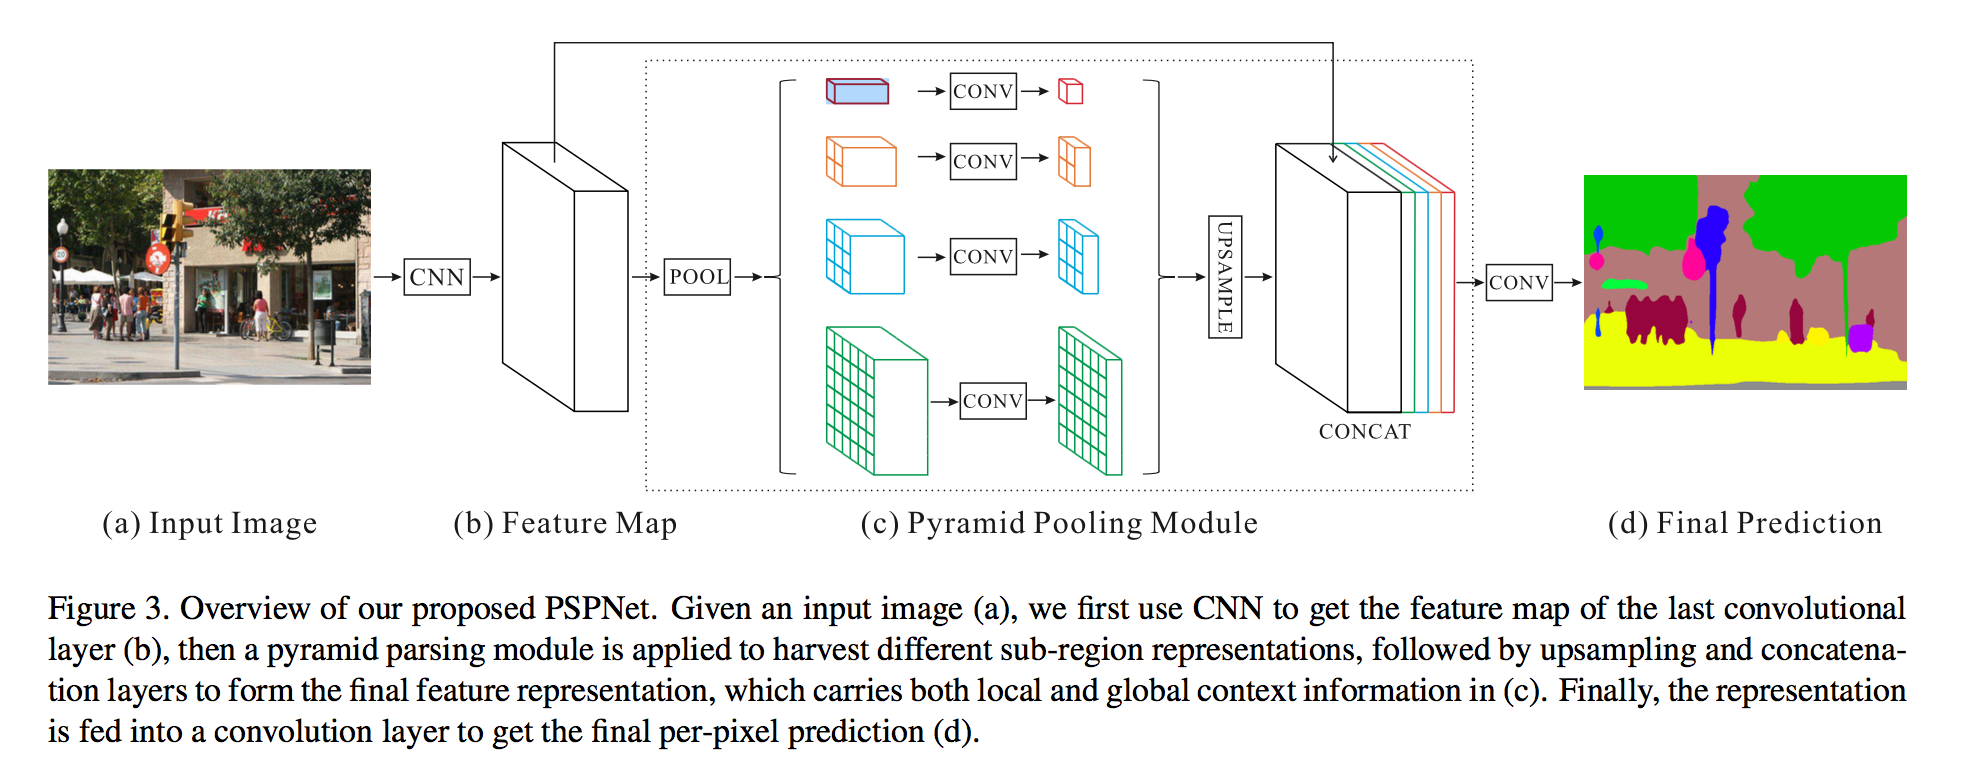 CNN
POOL
CONV
CONV
CONV
CONV
UPSAMPLE
CONCAT
CONV
(a) Input Image
(b) Feature Map
(c) Pyramid Pooling Module
(d) Final Prediction
Figure 3. Overview of our proposed PSPNet. Given an input image (a), we first use CNN to get the feature map of the last convolutional
layer (b), then a pyramid parsing module is applied to harvest different sub-region representations, followed by upsampling and concatena-
tion layers to form the final feature representation, which carries both local and global context information in (c). Finally, the representation
is fed into a convolution layer to get the final per-pixel prediction (d).